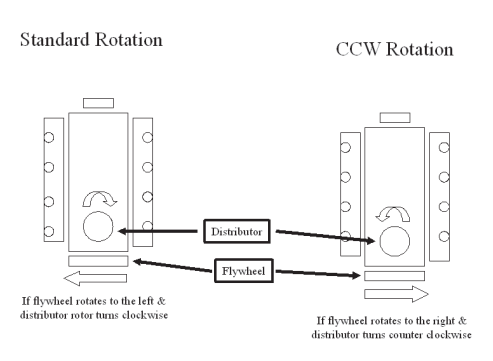 Standard Rotation
CCW Rotation
Distributor
Flywheel
If flywheel rotates to the left &
distributor rotor turns clockwise
If flywheel rotates to the right &
distributor turns counter clockwise